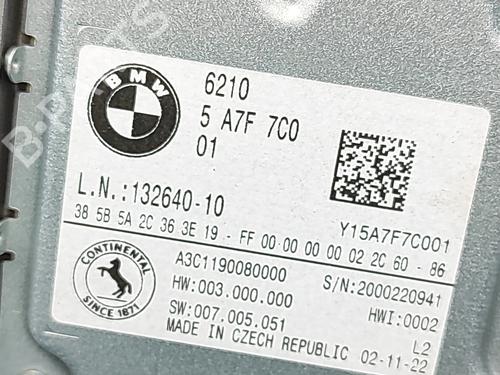 BMW
6210
5 A7F 7C0
01
L.N.:132640-10
Y15A7F7C001
38 5B 5A 2C 36 3E 19 - FF 00 00 00 00 02 2C 60 - 86
CONTINENTAL
SINCE 1871
A3C1190080000
S/N:2000220941
HW:003.000.000
HWI:0002
SW:007.005.051
L2
MADE IN CZECH REPUBLIC 02-11-22
B-PARTS